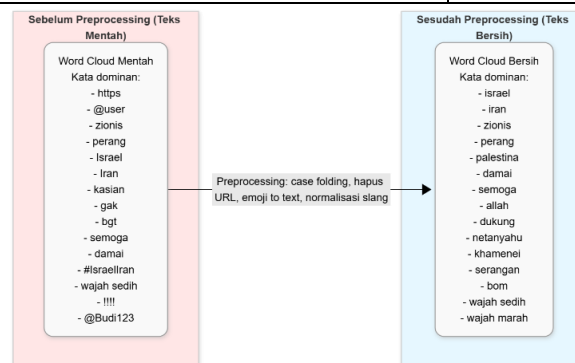 Sebelum Preprocessing (Teks
Mentah)
Word Cloud Mentah
Kata dominan:
- https
- @user
- zionis
- perang
- Israel
- Iran
- kasian
- gak
- bgt
- semoga
- damai
- #IsraelIran
- wajah sedih
- !!!!
- @Budi123
Preprocessing: case folding, hapus
URL, emoji to text, normalisasi slang
Sesudah Preprocessing (Teks
Bersih)
Word Cloud Bersih
Kata dominan:
- israel
- iran
- zionis
- perang
- palestina
- damai
- semoga
- allah
- dukung
- netanyahu
- khamenei
- serangan
- bom
- wajah sedih
- wajah marah